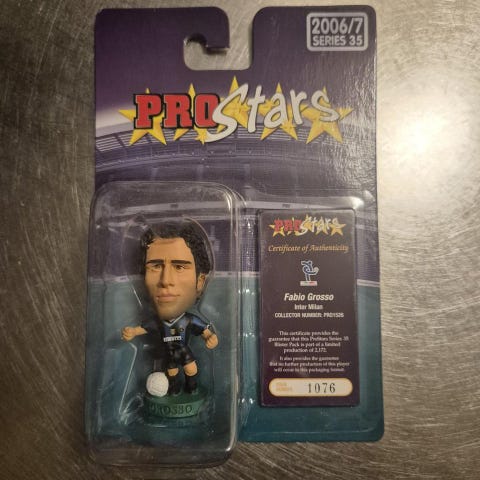 2006/7
SERIES 35
PROStars
PROStars
Certificate of Authenticity
Fabio Grosso
Inter Milan
COLLECTOR NUMBER: PRO1526
This certificate provides the
guarantee that this ProStars Series 35
Blister Pack is part of a limited
production of 2,172.
It also provides the guarantee
that no further production of this player
will occur in this packaging format.
NUMBER
1076
GROSSO